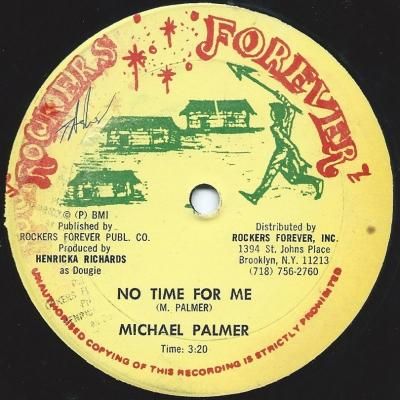 ROCKERS FOREVER
© (P) BMI
Published by
ROCKERS FOREVER PUBL. CO.
Produced by
HENRICKA RICHARDS
as Dougie
Distributed by
ROCKERS FOREVER, INC.
1394 St. Johns Place
Brooklyn, N.Y. 11213
(718) 756-2760
NO TIME FOR ME
(M. PALMER)
MICHAEL PALMER
Time: 3:20
UNAUTHORISED COPYING OF THIS RECORDING IS STRICTLY PROHIBITED